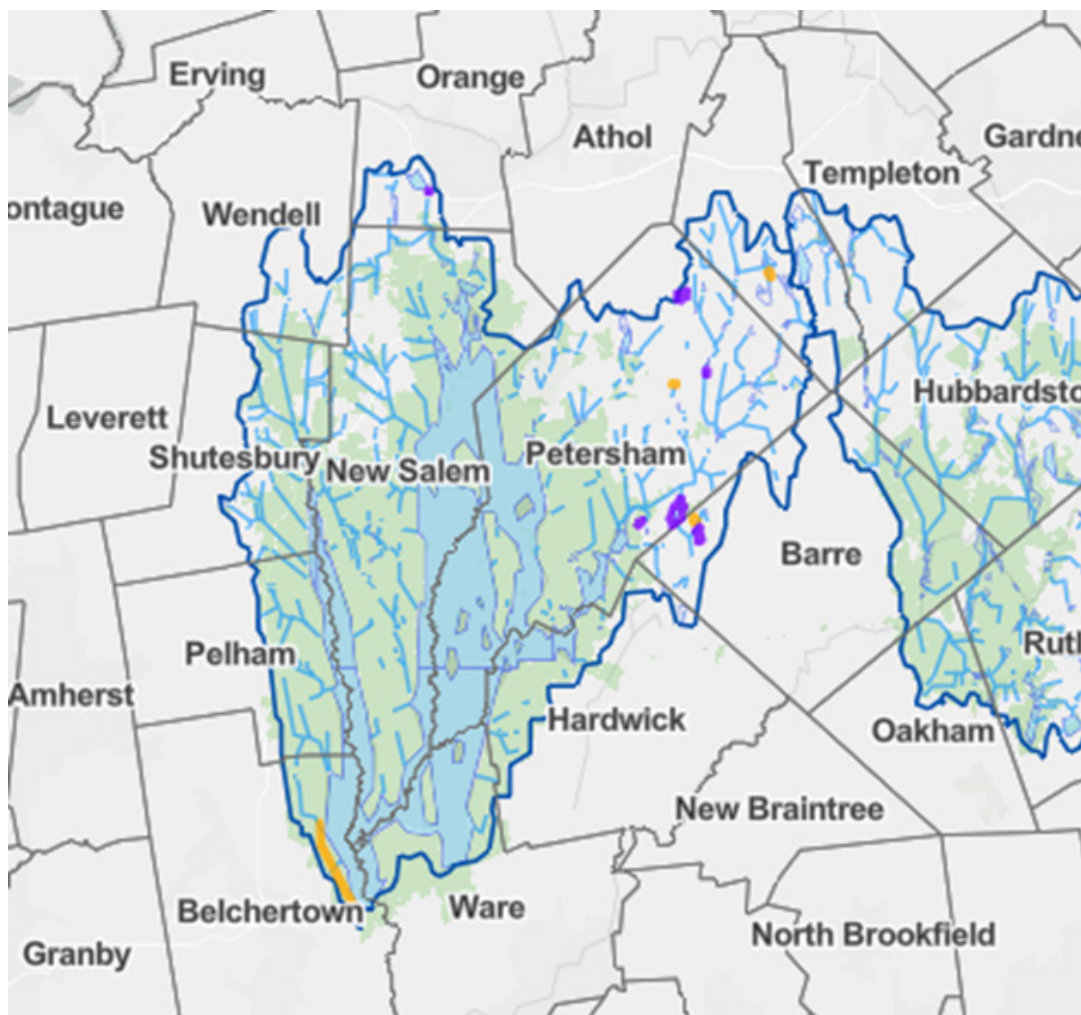 Erving
Orange
Athol
Gardne
Templeton
ontague
Wendell
Hubbardsto
Leverett
Shutesbury
New Salem
Petersham
Barre
Pelham
Ruth
Amherst
Hardwick
Oakham
New Braintree
Belchertown
Ware
North Brookfield
Granby